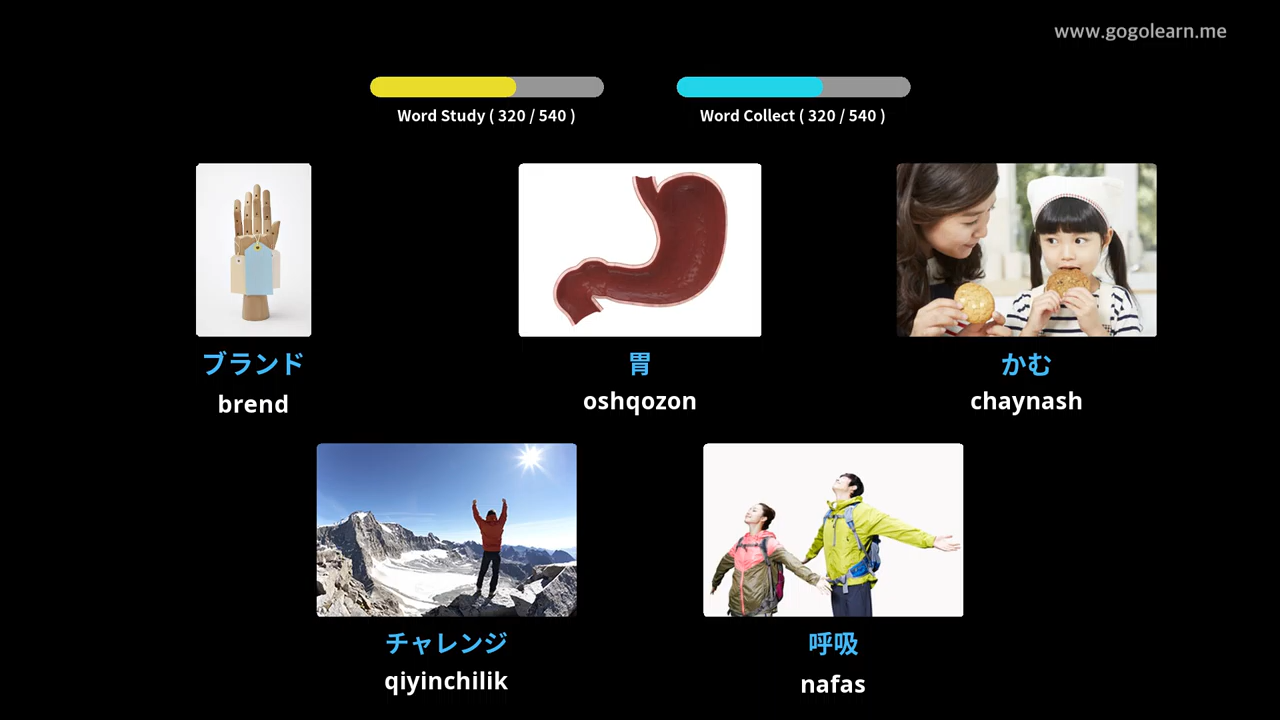 www.gogolearn.me
Word Study ( 320 / 540 )
Word Collect ( 320 / 540 )
ブランド
brend
胃
oshqozon
かむ
chaynash
チャレンジ
qiyinchilik
呼吸
nafas